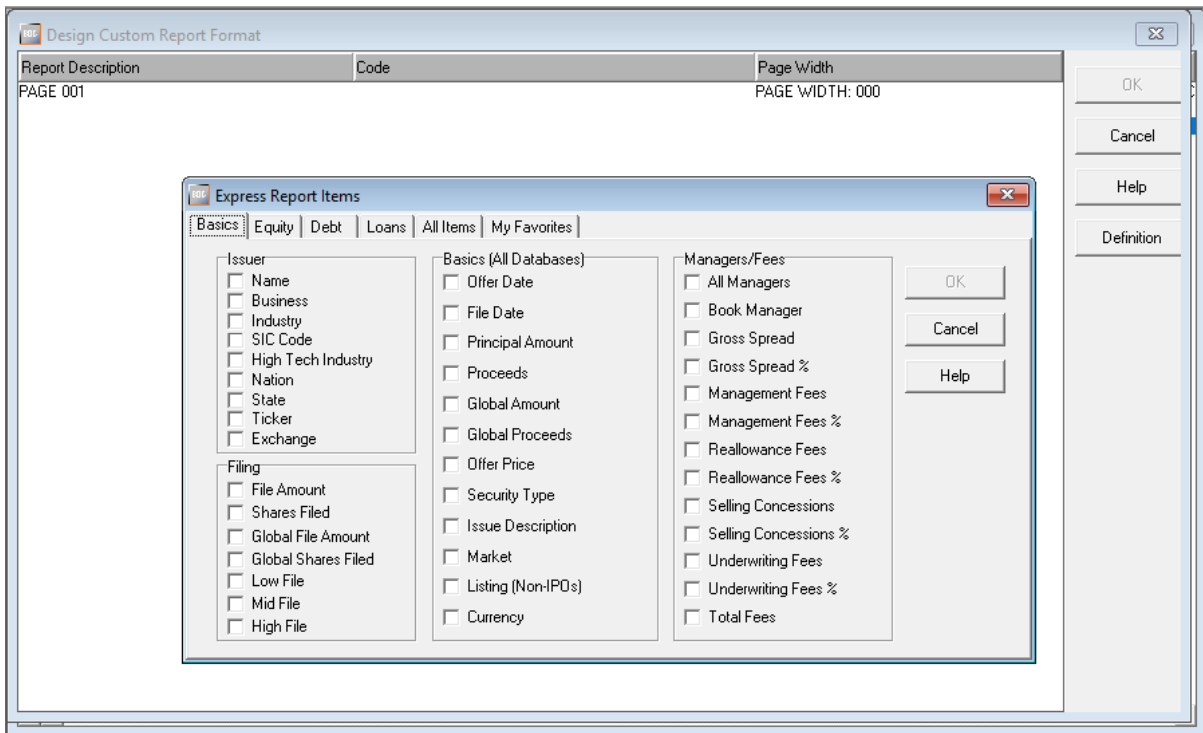 Design Custom Report Format
Report Description Code Page Width
PAGE 001 PAGE WIDTH: 000
OK
Cancel
Help
Definition
Express Report Items
Basics Equity Debt Loans All Items My Favorites
Issuer
Name
Business
Industry
SIC Code
High Tech Industry
Nation
State
Ticker
Exchange
Filing
File Amount
Shares Filed
Global File Amount
Global Shares Filed
Low File
Mid File
High File
Basics (All Databases)
Offer Date
File Date
Principal Amount
Proceeds
Global Amount
Global Proceeds
Offer Price
Security Type
Issue Description
Market
Listing (Non-IPOs)
Currency
Managers/Fees
All Managers
Book Manager
Gross Spread
Gross Spread %
Management Fees
Management Fees %
Reallowance Fees
Reallowance Fees %
Selling Concessions
Selling Concessions %
Underwriting Fees
Underwriting Fees %
Total Fees
OK
Cancel
Help